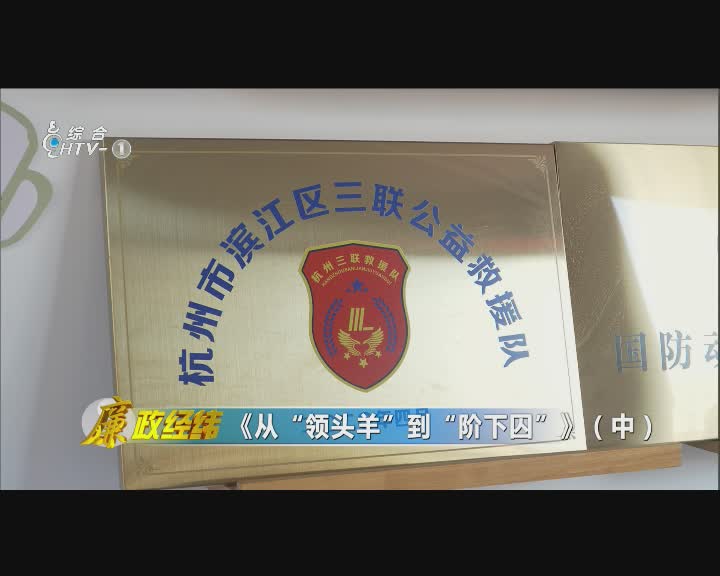 综合
HTV-1
杭州市滨江区三联公益救援队
杭州三联救援队
国防动
廉政经纬
《从“领头羊”到“阶下囚”》（中）